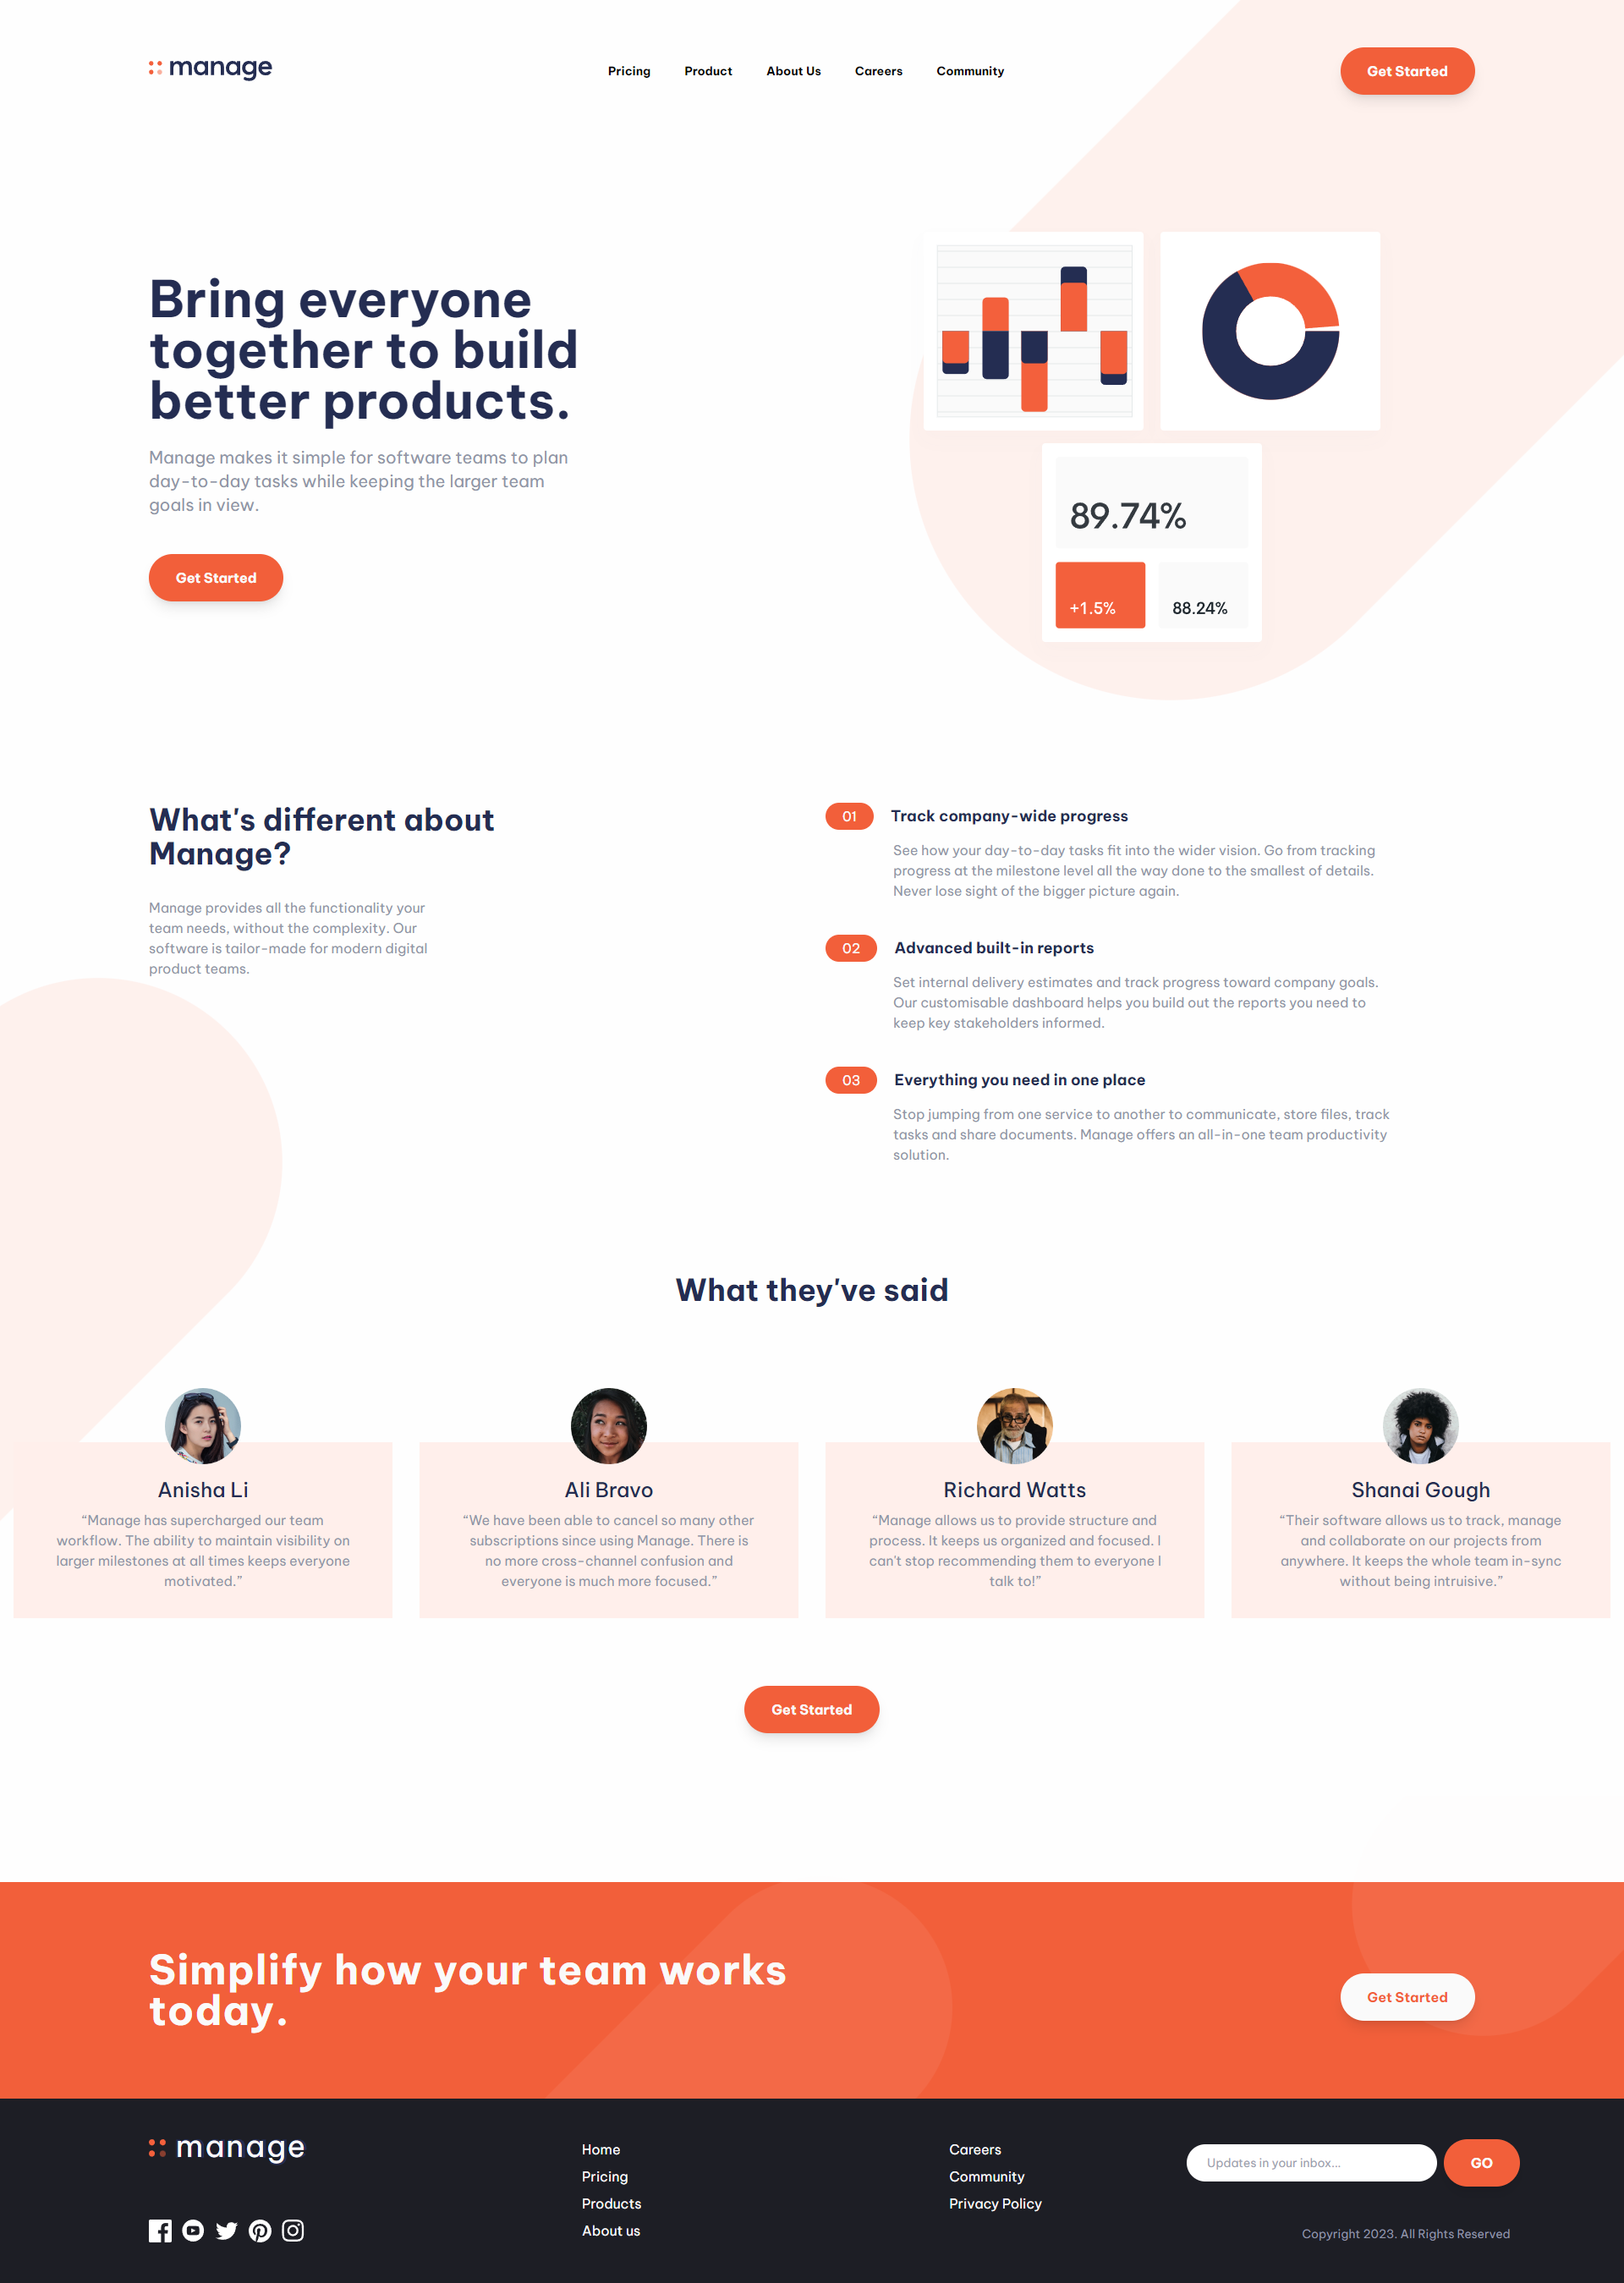 manage
Pricing
Product
About Us
Careers
Community
Get Started
Bring everyone
together to build
better products.
Manage makes it simple for software teams to plan
day-to-day tasks while keeping the larger team
goals in view.
Get Started
89.74%
+1.5%
88.24%
What's different about
Manage?
Manage provides all the functionality your
team needs, without the complexity. Our
software is tailor-made for modern digital
product teams.
01
Track company-wide progress
See how your day-to-day tasks fit into the wider vision. Go from tracking
progress at the milestone level all the way done to the smallest of details.
Never lose sight of the bigger picture again.
02
Advanced built-in reports
Set internal delivery estimates and track progress toward company goals.
Our customisable dashboard helps you build out the reports you need to
keep key stakeholders informed.
03
Everything you need in one place
Stop jumping from one service to another to communicate, store files, track
tasks and share documents. Manage offers an all-in-one team productivity
solution.
What they've said
Anisha Li
“Manage has supercharged our team
workflow. The ability to maintain visibility on
larger milestones at all times keeps everyone
motivated.”
Ali Bravo
“We have been able to cancel so many other
subscriptions since using Manage. There is
no more cross-channel confusion and
everyone is much more focused.”
Richard Watts
“Manage allows us to provide structure and
process. It keeps us organized and focused. I
can't stop recommending them to everyone I
talk to!”
Shanai Gough
“Their software allows us to track, manage
and collaborate on our projects from
anywhere. It keeps the whole team in-sync
without being intruisive.”
Get Started
Simplify how your team works
today.
Get Started
manage
Home
Pricing
Products
About us
Careers
Community
Privacy Policy
Updates in your inbox...
GO
Copyright 2023. All Rights Reserved